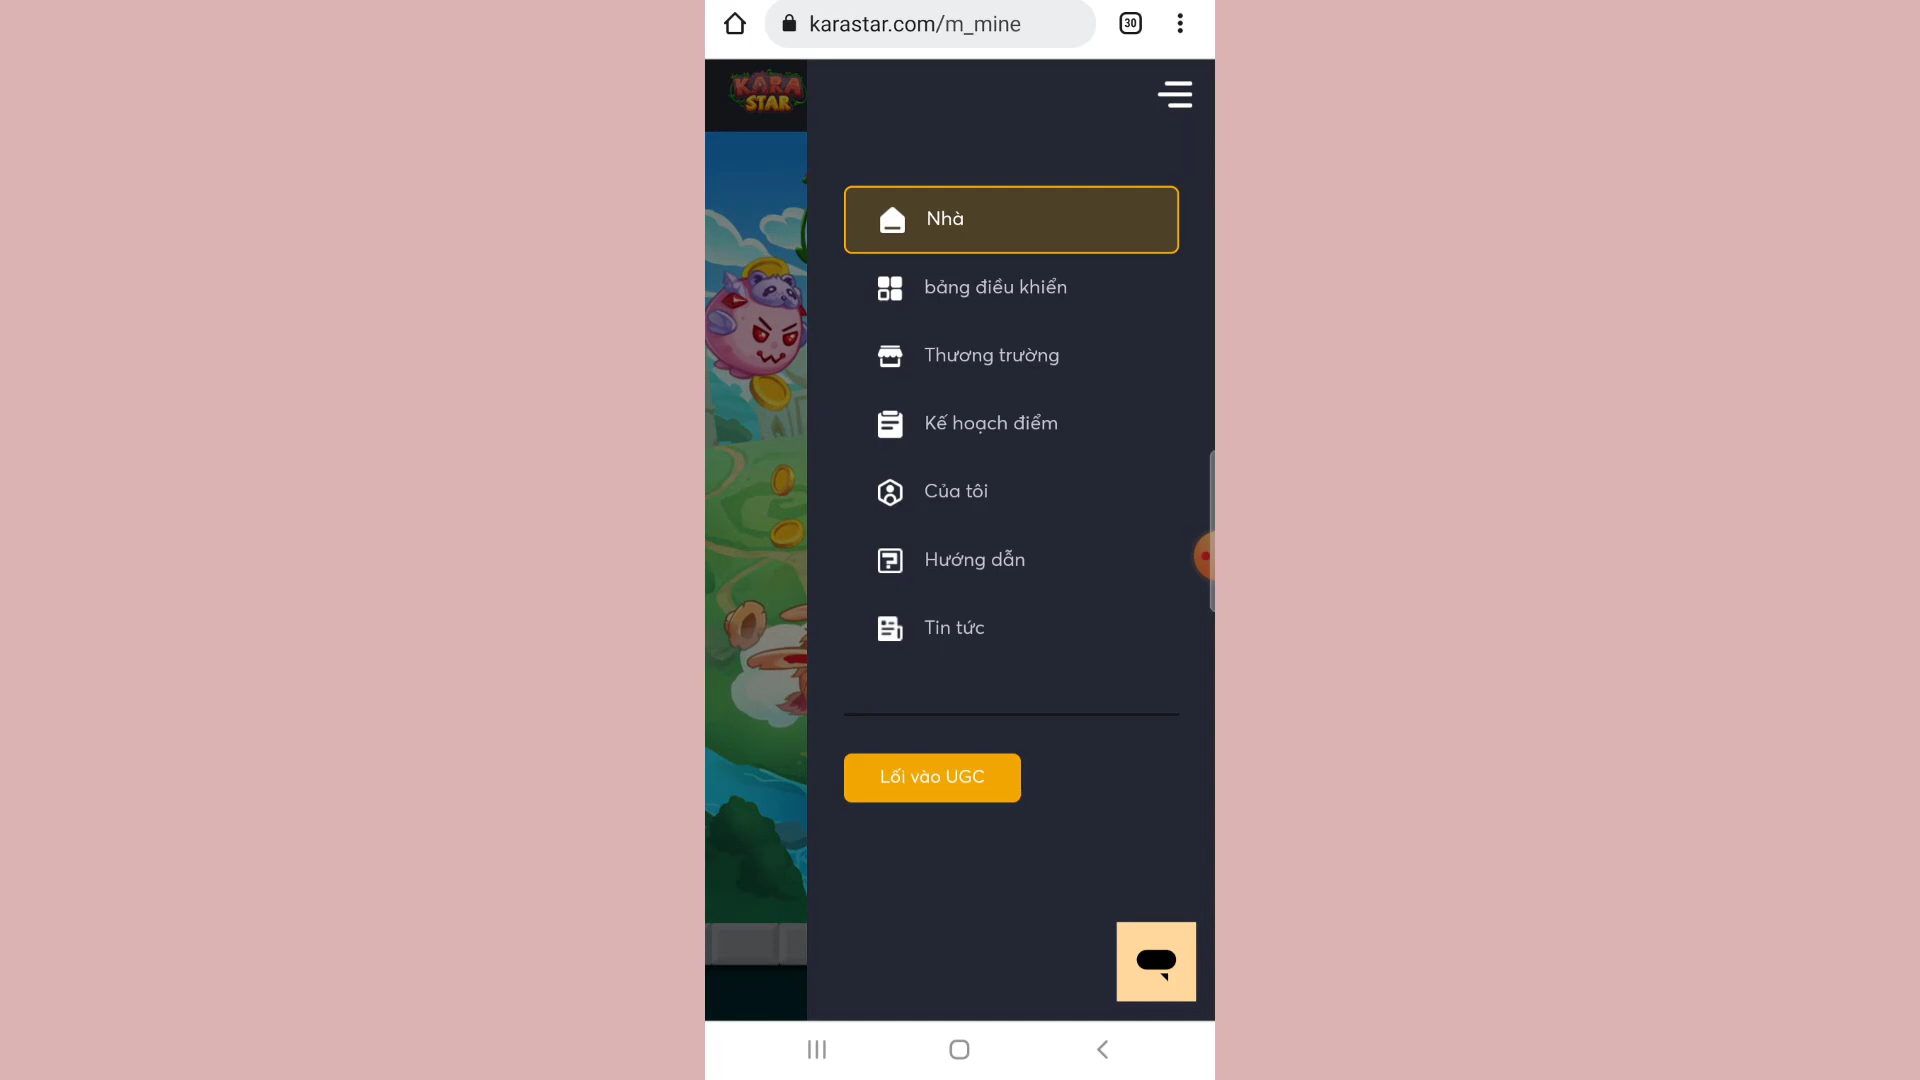 karastar.com/m_mine
30
KARA
STAR
Nhà
bảng điều khiển
Thương trường
Kế hoạch điểm
Của tôi
Hướng dẫn
Tin tức
Lối vào UGC